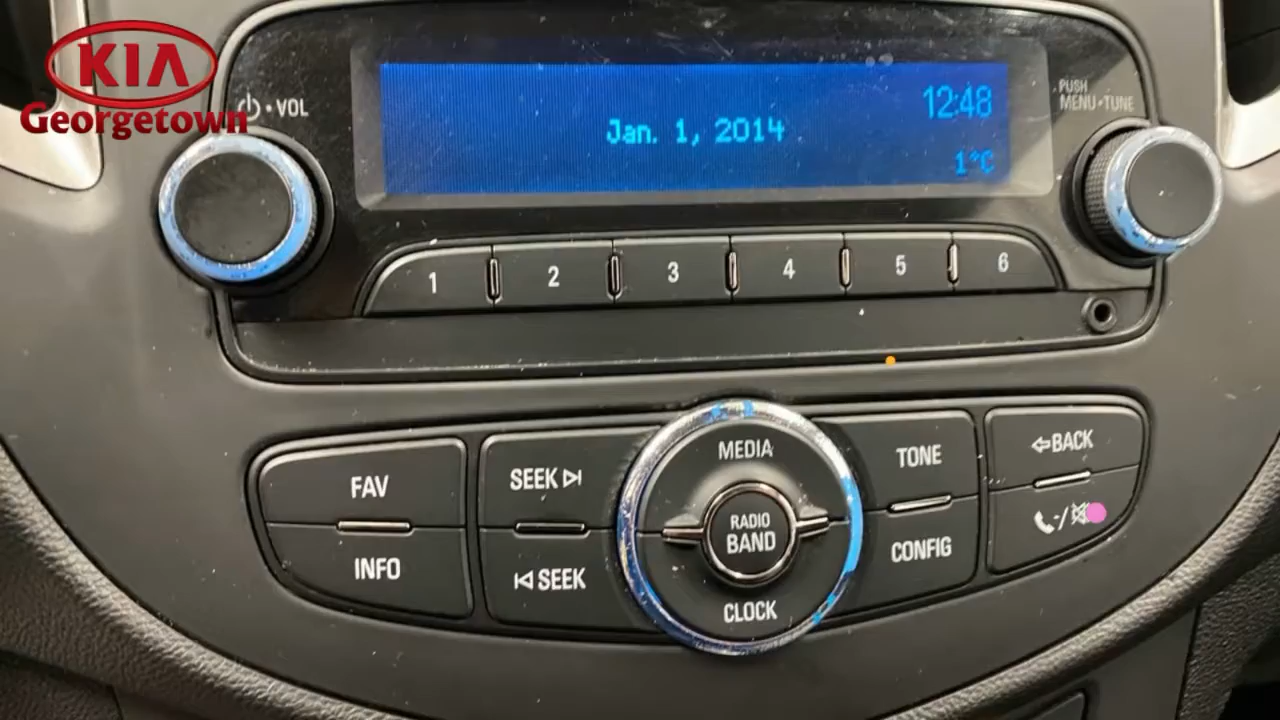 KIA
Georgetown
VOL
PUSH
MENU•TUNE
12:48
Jan. 1, 2014
1°C
1
2
3
4
5
6
FAV
INFO
SEEK
SEEK
MEDIA
RADIO
BAND
CLOCK
TONE
CONFIG
BACK